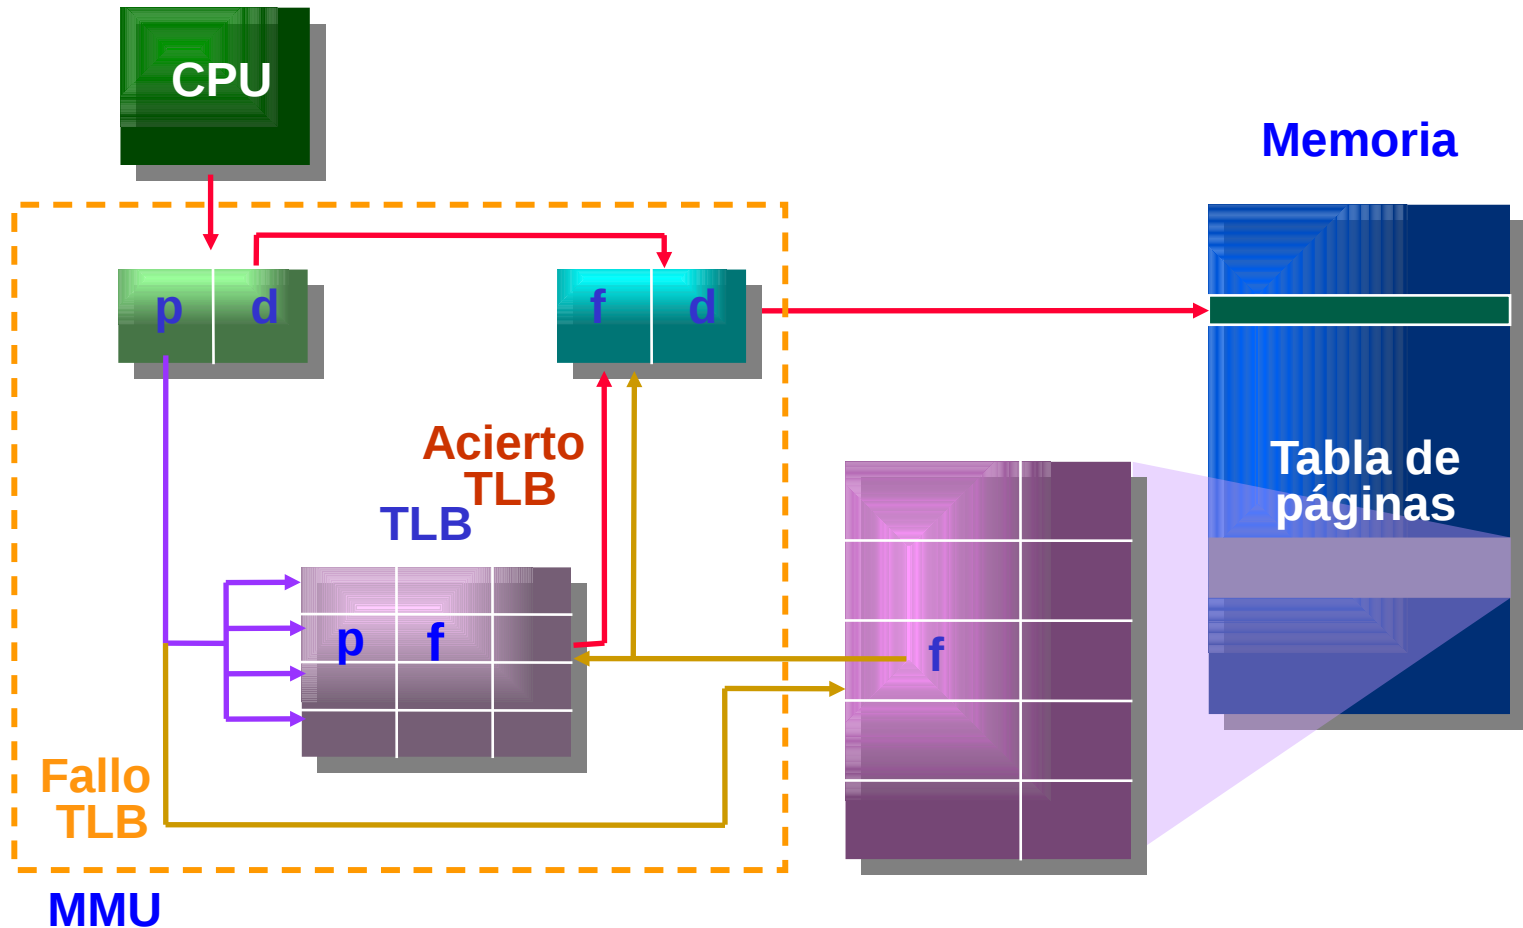 CPU
Memoria
p d
f d
Acierto
TLB
TLB
Tabla de
páginas
p f
f
Fallo
TLB
MMU